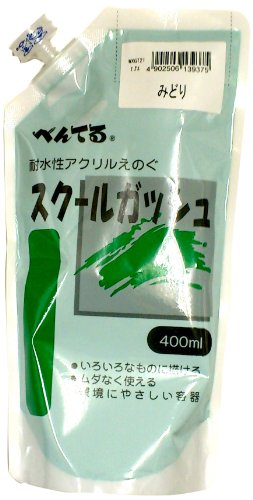 4902506139375
みどり
ぺんてる®
耐水性アクリルえのぐ
スクールガッシュ
400ml
●いろいろなものに描ける
●ムダなく使える
環境にやさしい容器